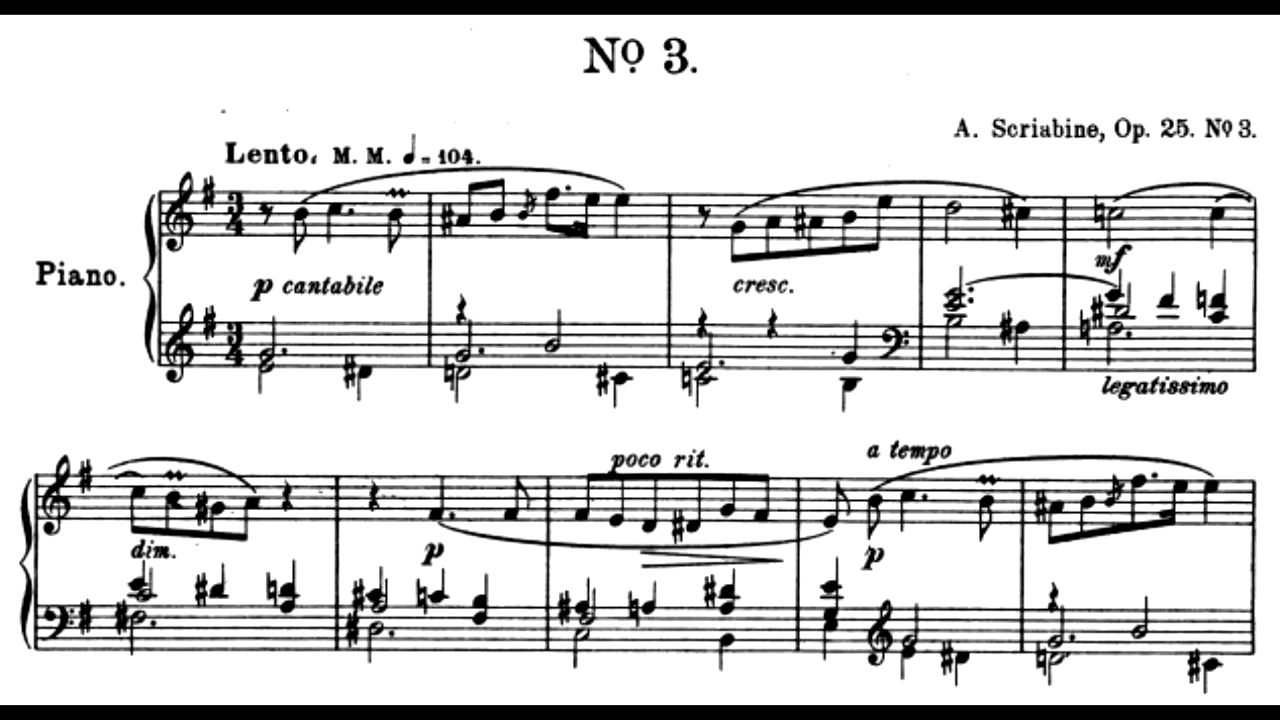 Nº 3.
A. Scriabine, Op. 25. Nº 3.
Lento. M. M. ♩ = 104.
Piano.
p cantabile
cresc.
mf
legatissimo
poco rit.
a tempo
dim.
p
p